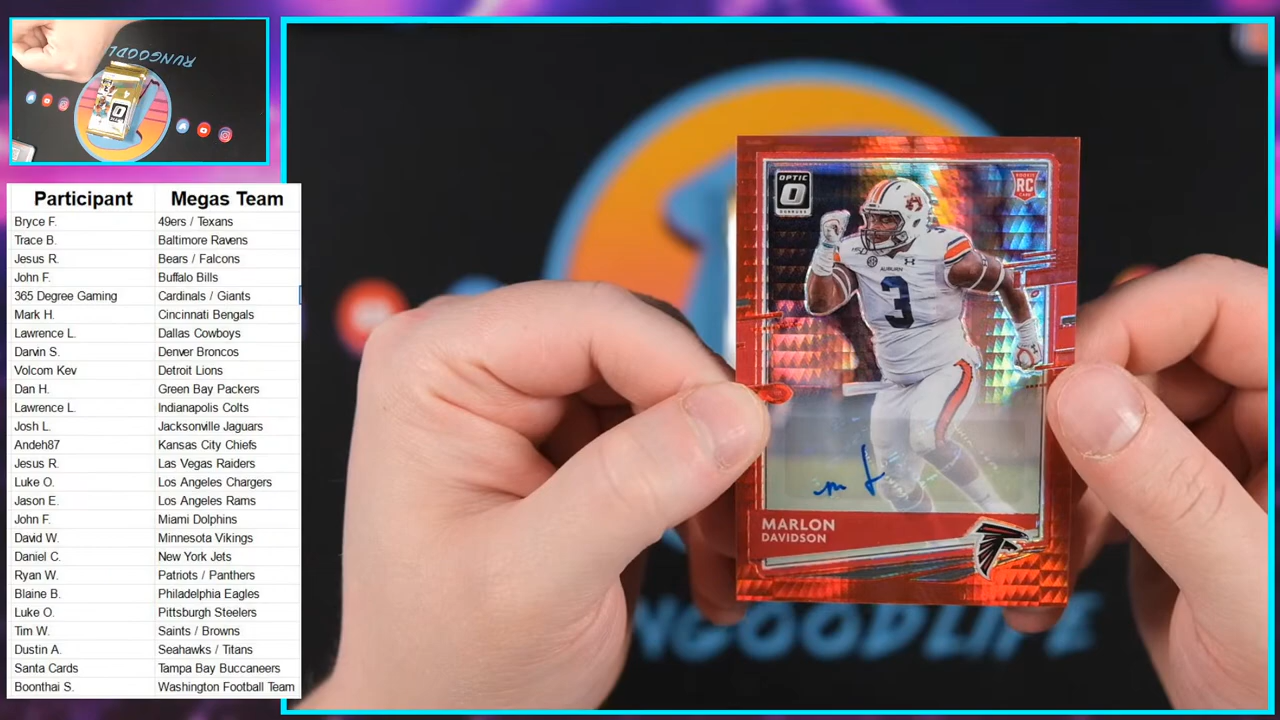 RUNGOODLIFE
Participant Megas Team
Bryce F. 49ers / Texans
Trace B. Baltimore Ravens
Jesus R. Bears / Falcons
John F. Buffalo Bills
365 Degree Gaming Cardinals / Giants
Mark H. Cincinnati Bengals
Lawrence L. Dallas Cowboys
Darvin S. Denver Broncos
Volcom Kev Detroit Lions
Dan H. Green Bay Packers
Lawrence L. Indianapolis Colts
Josh L. Jacksonville Jaguars
Andeh87 Kansas City Chiefs
Jesus R. Las Vegas Raiders
Luke O. Los Angeles Chargers
Jason E. Los Angeles Rams
John F. Miami Dolphins
David W. Minnesota Vikings
Daniel C. New York Jets
Ryan W. Patriots / Panthers
Blaine B. Philadelphia Eagles
Luke O. Pittsburgh Steelers
Tim W. Saints / Browns
Dustin A. Seahawks / Titans
Santa Cards Tampa Bay Buccaneers
Boonthai S. Washington Football Team
OPTIC
DONRUSS
ROOKIE
RC
CARD
AUBURN
3
MARLON
DAVIDSON
NGOODLIFE